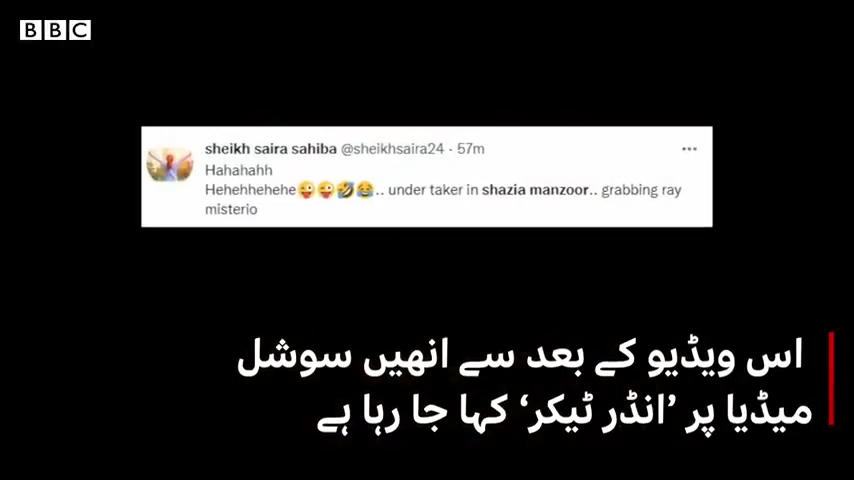 BBC
sheikh saira sahiba @sheikhsaira24 · 57m
Hahahahh
Hehehhehehe😜😜🤣😂.. under taker in shazia manzoor.. grabbing ray
misterio
اس ویڈیو کے بعد سے انھیں سوشل
میڈیا پر ’انڈر ٹیکر‘ کہا جا رہا ہے